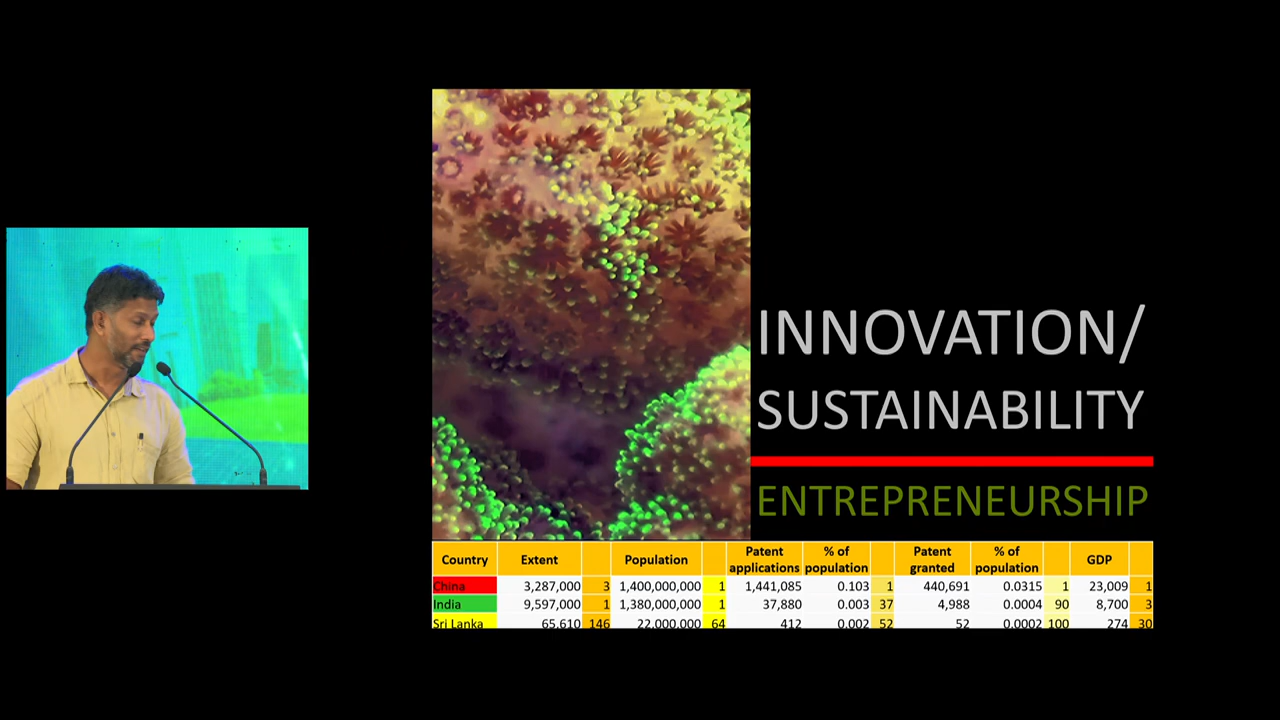 INNOVATION/
SUSTAINABILITY
ENTREPRENEURSHIP
Country Extent Population Patent applications % of population Patent granted % of population GDP
China 3,287,000 3 1,400,000,000 1 1,441,085 0.103 1 440,691 0.0315 1 23,009 1
India 9,597,000 1 1,380,000,000 1 37,880 0.003 37 4,988 0.0004 90 8,700 3
Sri Lanka 65,610 146 22,000,000 64 412 0.002 52 52 0.0002 100 274 30